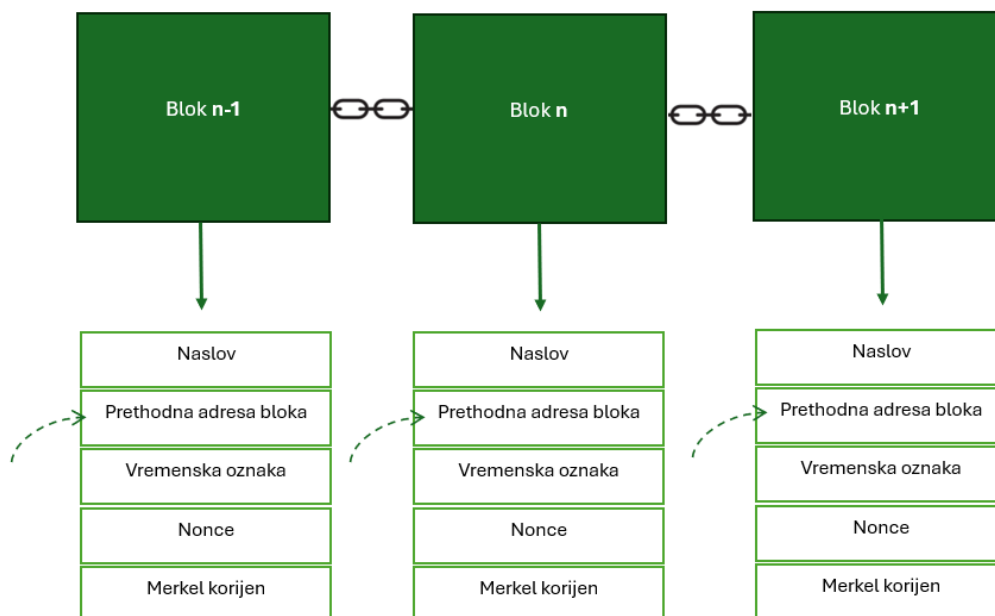 Blok n-1
Blok n
Blok n+1
Naslov
Prethodna adresa bloka
Vremenska oznaka
Nonce
Merkel korijen
Naslov
Prethodna adresa bloka
Vremenska oznaka
Nonce
Merkel korijen
Naslov
Prethodna adresa bloka
Vremenska oznaka
Nonce
Merkel korijen